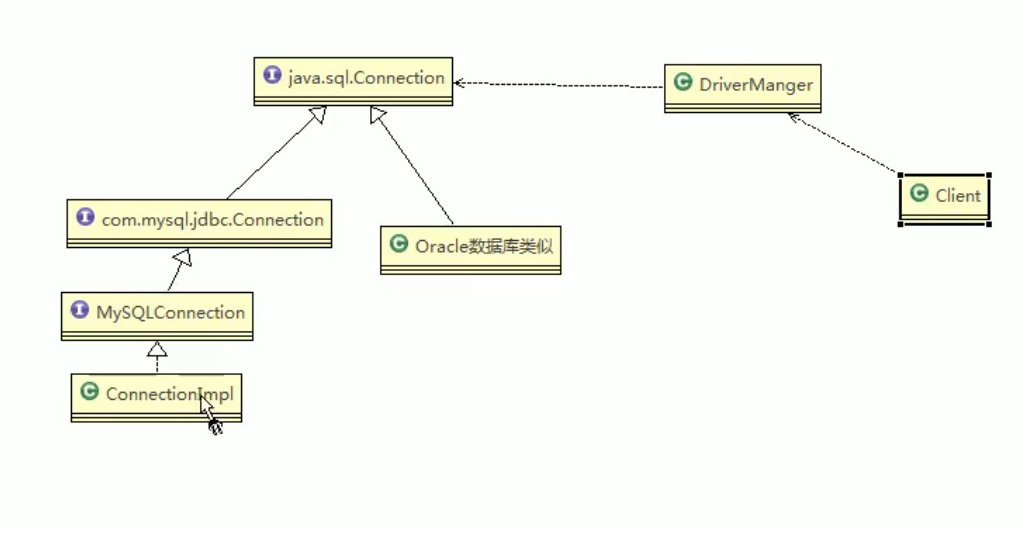 I java.sql.Connection
C DriverManger
C Client
I com.mysql.jdbc.Connection
C Oracle数据库类似
I MySQLConnection
C ConnectionImpl